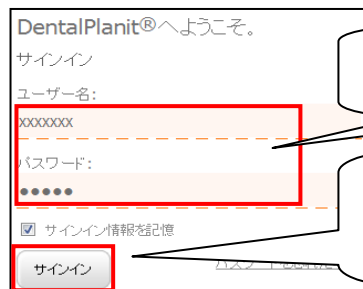 DentalPlanit®へようこそ。
サインイン
ユーザー名:
xxxxxxx
パスワード:
●●●●●
サインイン情報を記憶
サインイン